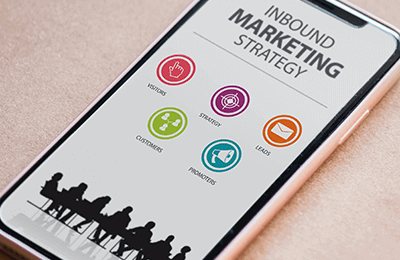 INBOUND
MARKETING
STRATEGY
VISITORS
STRATEGY
LEADS
CUSTOMERS
PROMOTERS